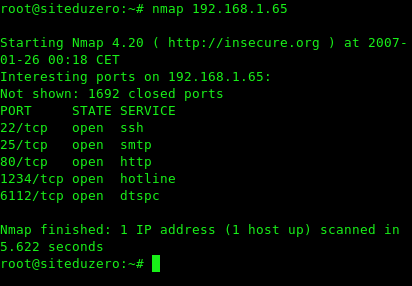 root@siteduzero:~# nmap 192.168.1.65
Starting Nmap 4.20 ( http://insecure.org ) at 2007-
01-26 00:18 CET
Interesting ports on 192.168.1.65:
Not shown: 1692 closed ports
PORT     STATE SERVICE
22/tcp   open  ssh
25/tcp   open  smtp
80/tcp   open  http
1234/tcp open  hotline
6112/tcp open  dtspc
Nmap finished: 1 IP address (1 host up) scanned in
5.622 seconds
root@siteduzero:~#